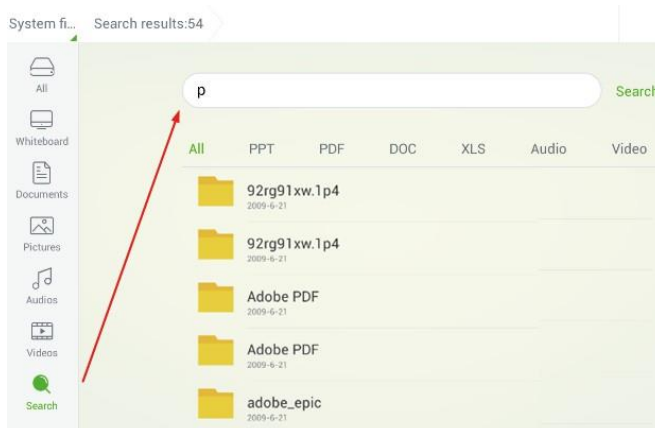 System fi...
Search results:54
All
Whiteboard
Documents
Pictures
Audios
Videos
Search
p
Search
All PPT PDF DOC XLS Audio Video
92rg91xw.1p4
2009-6-21
92rg91xw.1p4
2009-6-21
Adobe PDF
2009-6-21
Adobe PDF
2009-6-21
adobe_epic
2009-6-21